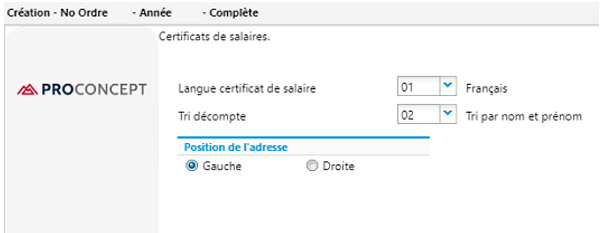 Création - No Ordre - Année - Complète
Certificats de salaires.
PROCONCEPT
Langue certificat de salaire 01 Français
Tri décompte 02 Tri par nom et prénom
Position de l'adresse
Gauche Droite